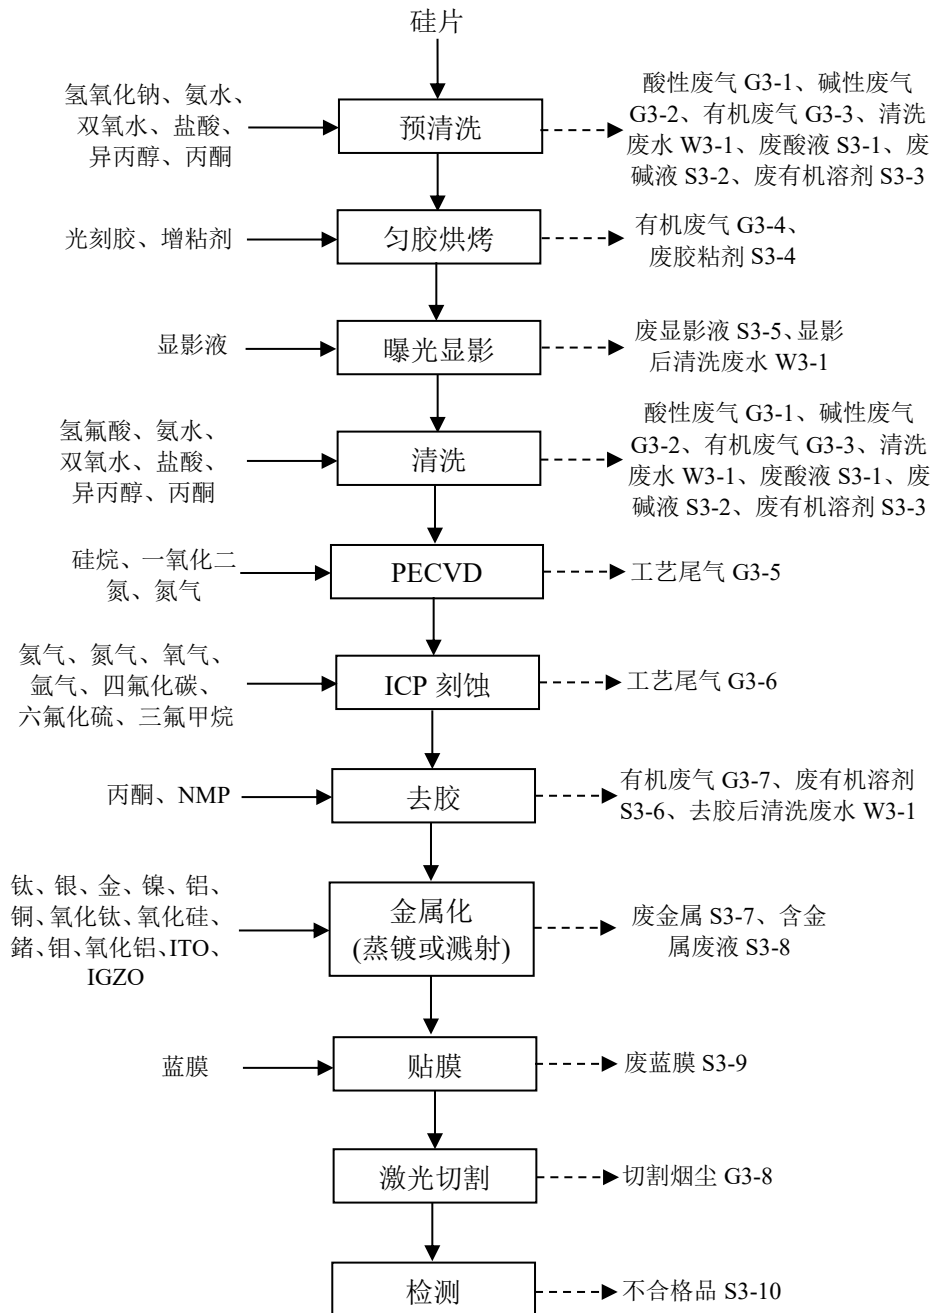 硅片
氢氧化钠、氨水、
双氧水、盐酸、
异丙醇、丙酮
预清洗
酸性废气 G3-1、碱性废气
G3-2、有机废气 G3-3、清洗
废水 W3-1、废酸液 S3-1、废
碱液 S3-2、废有机溶剂 S3-3
光刻胶、增粘剂
匀胶烘烤
有机废气 G3-4、
废胶粘剂 S3-4
显影液
曝光显影
废显影液 S3-5、显影
后清洗废水 W3-1
氢氟酸、氨水、
双氧水、盐酸、
异丙醇、丙酮
清洗
酸性废气 G3-1、碱性废气
G3-2、有机废气 G3-3、清洗
废水 W3-1、废酸液 S3-1、废
碱液 S3-2、废有机溶剂 S3-3
硅烷、一氧化二
氮、氮气
PECVD
工艺尾气 G3-5
氦气、氮气、氧气、
氩气、四氟化碳、
六氟化硫、三氟甲烷
ICP 刻蚀
工艺尾气 G3-6
丙酮、NMP
去胶
有机废气 G3-7、废有机溶剂
S3-6、去胶后清洗废水 W3-1
钛、银、金、镍、铝、
铜、氧化钛、氧化硅、
鍺、钼、氧化铝、ITO、
IGZO
金属化
(蒸镀或溅射)
废金属 S3-7、含金
属废液 S3-8
蓝膜
贴膜
废蓝膜 S3-9
激光切割
切割烟尘 G3-8
检测
不合格品 S3-10